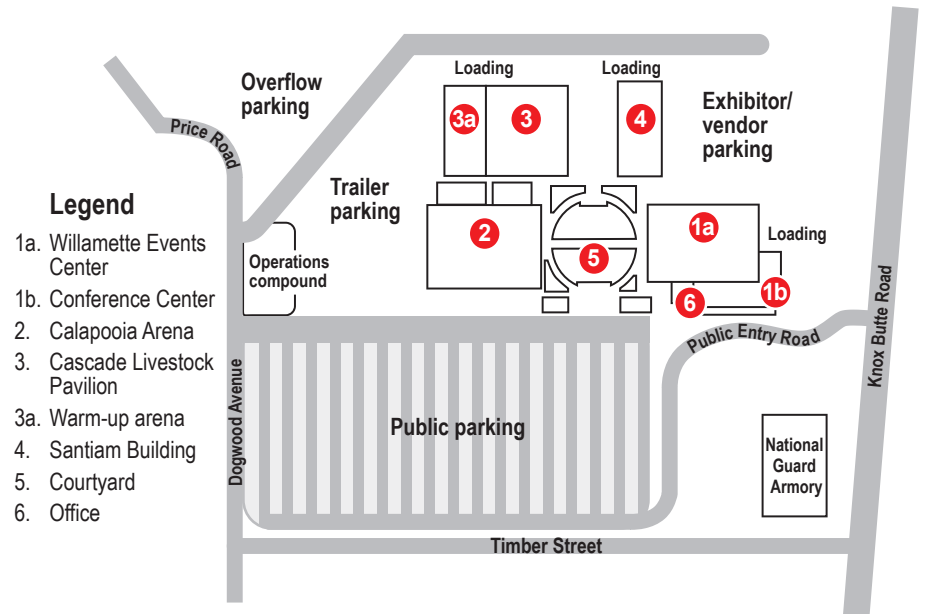 Loading
Loading
Overflow
parking
3a
3
4
Exhibitor/
vendor
parking
Price Road
Trailer
parking
Legend
1a. Willamette Events
Center
1b. Conference Center
2. Calapooia Arena
3. Cascade Livestock
Pavilion
3a. Warm-up arena
4. Santiam Building
5. Courtyard
6. Office
2
1a
Loading
Operations
compound
5
6
1b
Public Entry Road
Knox Butte Road
Dogwood Avenue
Public parking
National
Guard
Armory
Timber Street